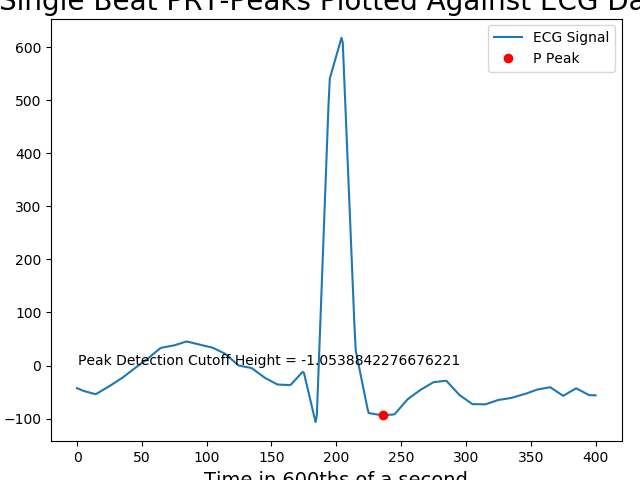 Single Beat PRT-Peaks Plotted Against ECG Da
ECG Signal
P Peak
600
500
400
300
200
100
0
−100
Peak Detection Cutoff Height = -1.0538842276676221
0 50 100 150 200 250 300 350 400
Time in 600ths of a second